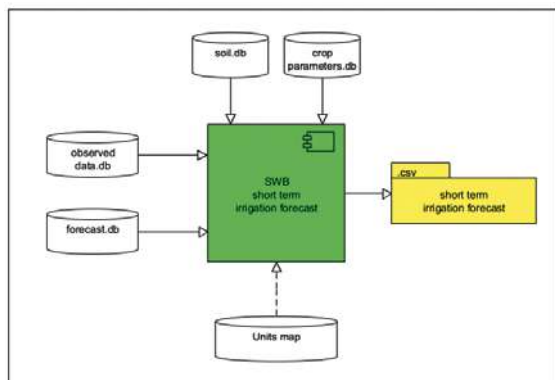 soil.db
crop
parameters.db
observed
data.db
forecast.db
SWB
short term
irrigation forecast
.csv
short term
irrigation forecast
Units map